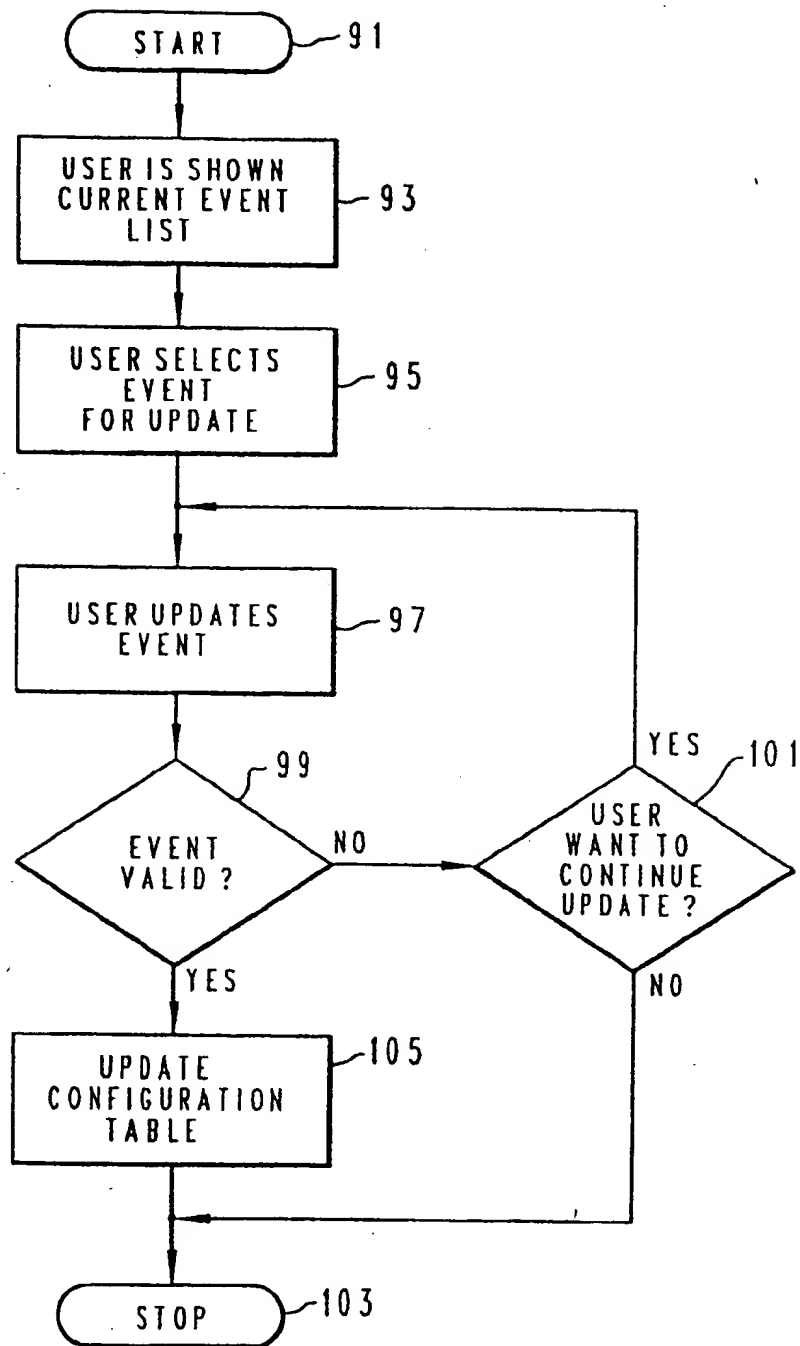 START
91
USER IS SHOWN
CURRENT EVENT
LIST
93
USER SELECTS
EVENT
FOR UPDATE
95
USER UPDATES
EVENT
97
EVENT
VALID ?
99
NO
YES
USER
WANT TO
CONTINUE
UPDATE ?
101
YES
NO
UPDATE
CONFIGURATION
TABLE
105
STOP
103